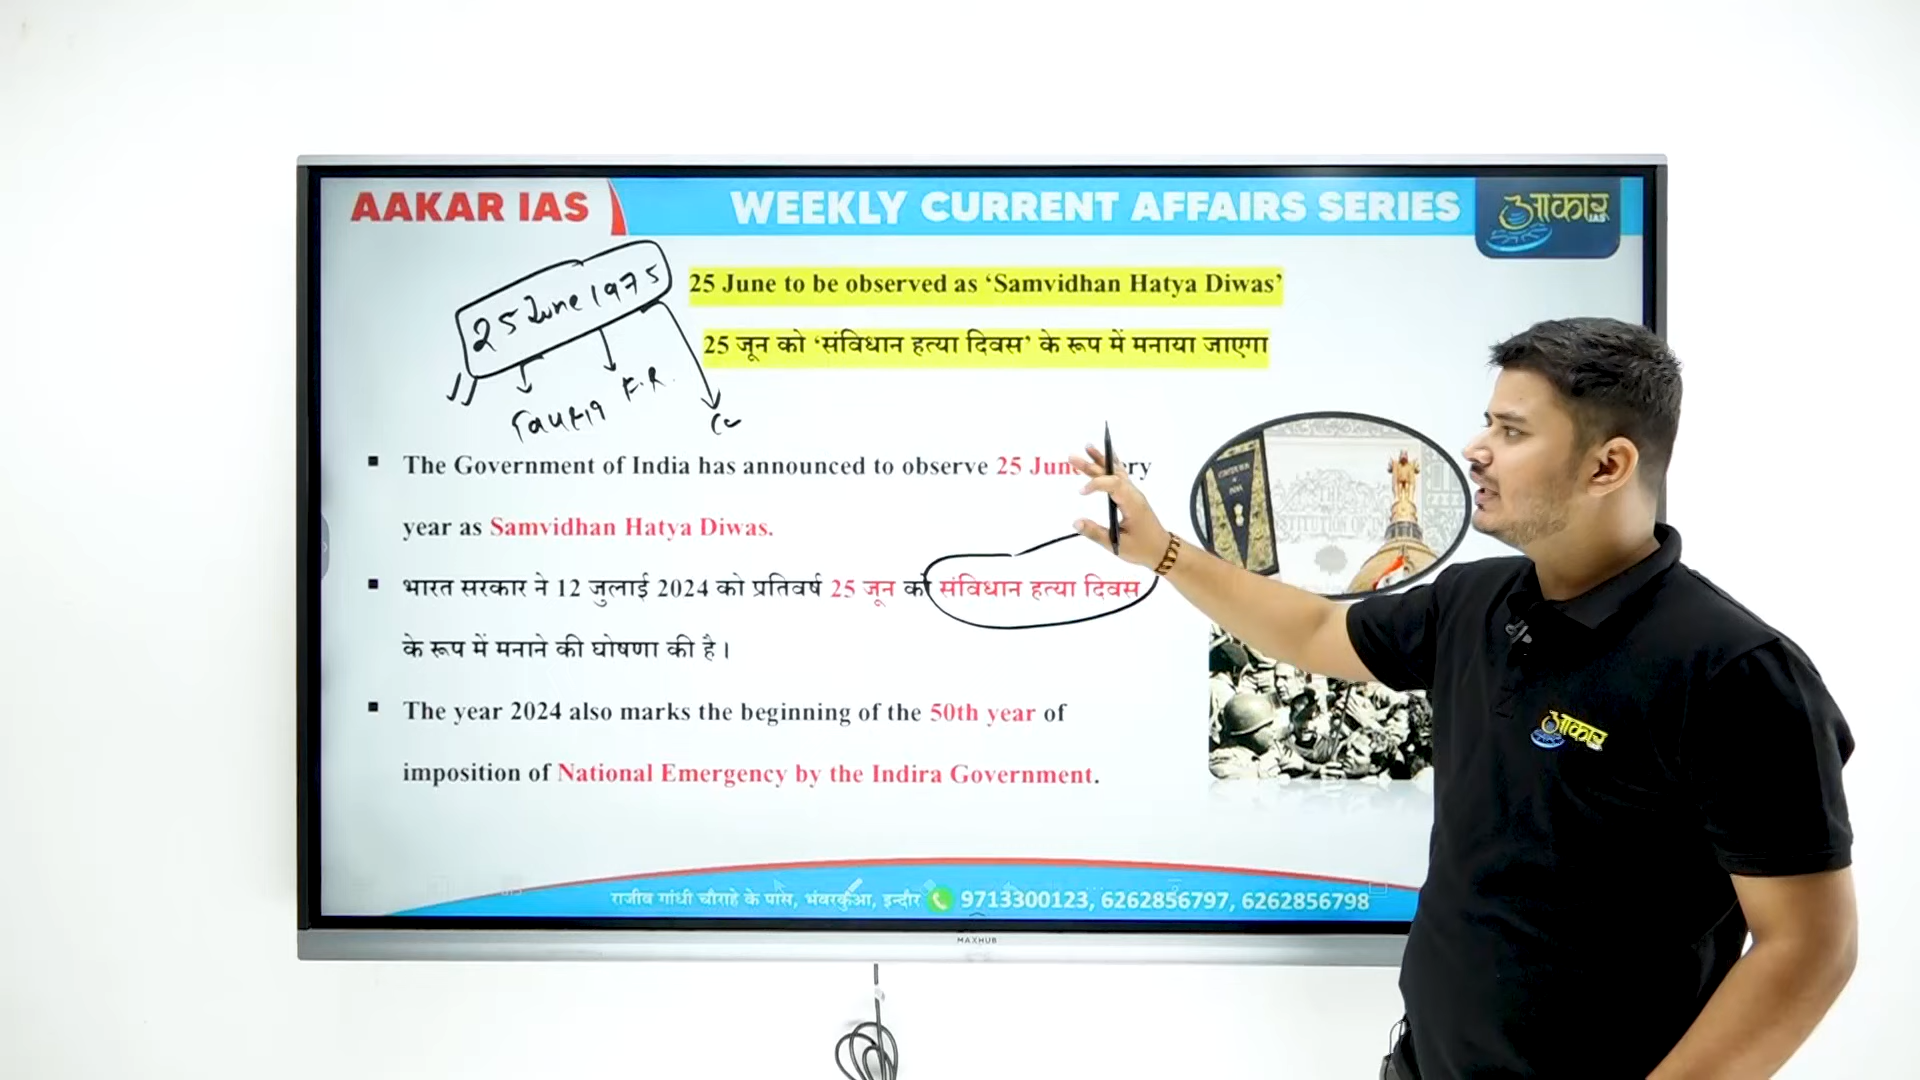 AAKAR IAS
WEEKLY CURRENT AFFAIRS SERIES
आकार
IAS
25 June 1975
F.R.
25 June to be observed as ‘Samvidhan Hatya Diwas’
25 जून को ‘संविधान हत्या दिवस’ के रूप में मनाया जाएगा
The Government of India has announced to observe 25 June
year as Samvidhan Hatya Diwas.
भारत सरकार ने 12 जुलाई 2024 को प्रतिवर्ष 25 जून को संविधान हत्या दिवस
के रूप में मनाने की घोषणा की है।
The year 2024 also marks the beginning of the 50th year of
imposition of National Emergency by the Indira Government.
राजीव गांधी चौराहे के पास, भंवरकुँआ, इन्दौर 9713300123, 6262856797, 6262856798
MAXHUB
आकार